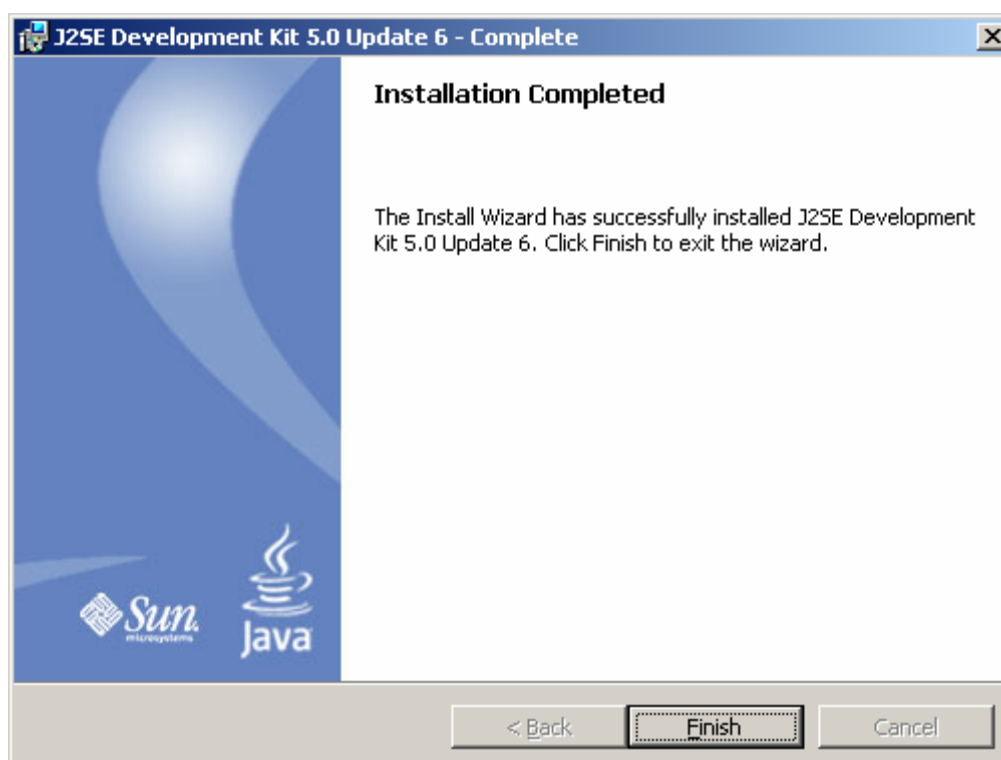 J2SE Development Kit 5.0 Update 6 - Complete
Installation Completed
The Install Wizard has successfully installed J2SE Development
Kit 5.0 Update 6. Click Finish to exit the wizard.
Sun
microsystems
Java
< Back
Finish
Cancel